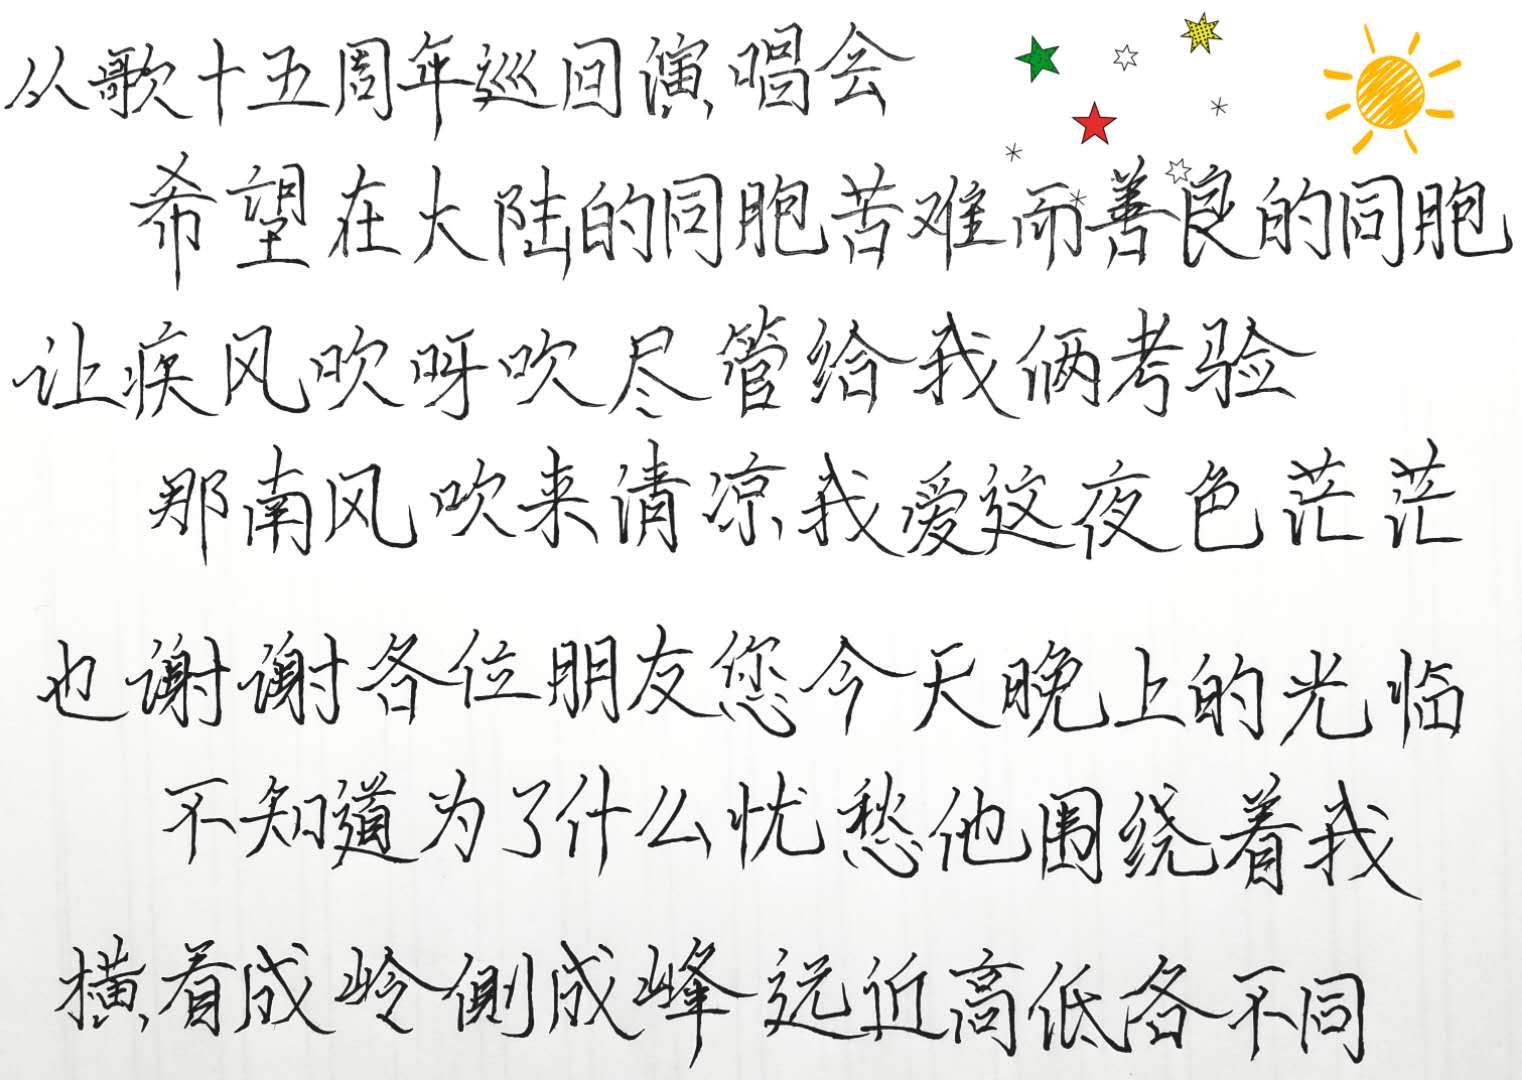 从歌十五周年巡回演唱会
希望在大陆的同胞苦难而善良的同胞
让疾风吹呀吹尽管给我俩考验
那南风吹来清凉我爱这夜色茫茫
也谢谢各位朋友您今天晚上的光临
不知道为了什么忧愁他围绕着我
横看成岭侧成峰远近高低各不同